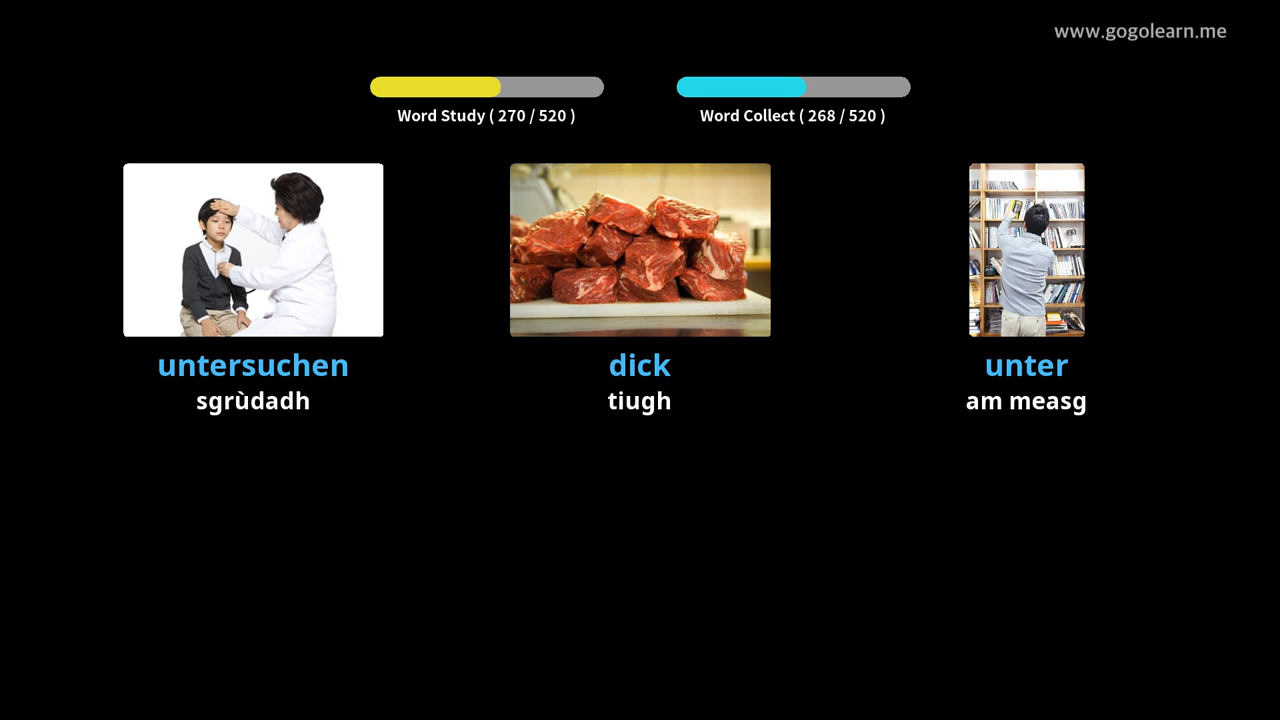 www.gogolearn.me
Word Study ( 270 / 520 )
Word Collect ( 268 / 520 )
untersuchen
sgrùdadh
dick
tiugh
unter
am measg